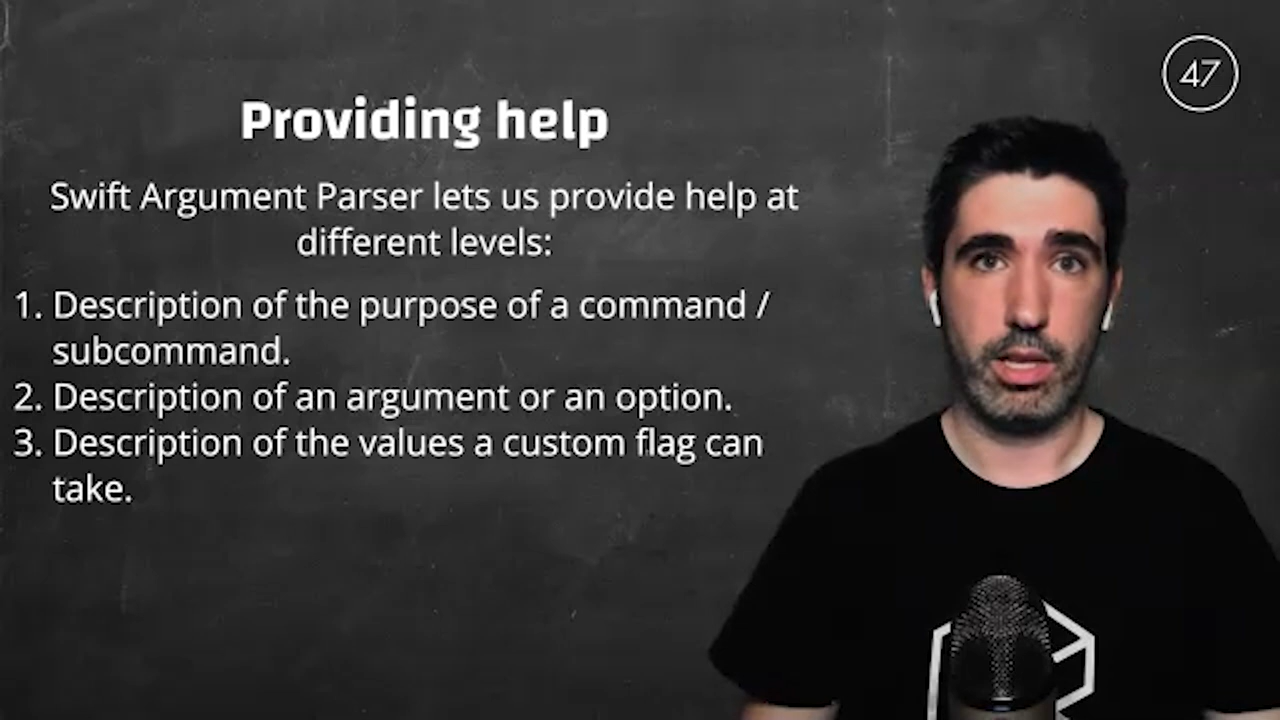 47
Providing help
Swift Argument Parser lets us provide help at
different levels:
1. Description of the purpose of a command /
subcommand.
2. Description of an argument or an option.
3. Description of the values a custom flag can
take.